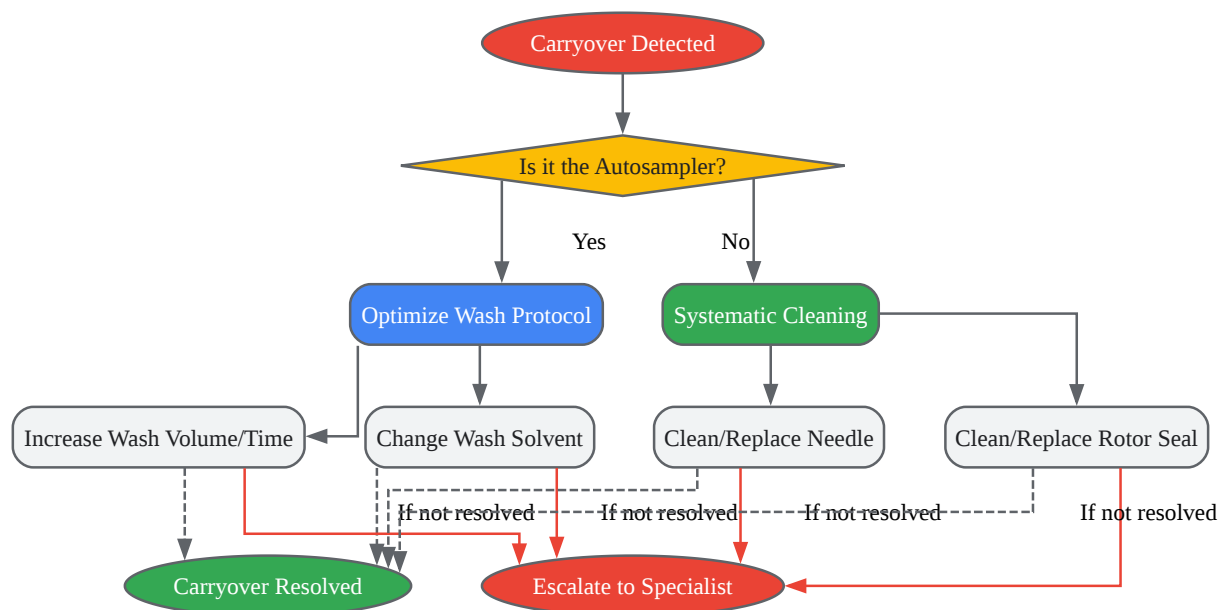 Carryover Detected
Is it the Autosampler?
Yes
No
Optimize Wash Protocol
Systematic Cleaning
Increase Wash Volume/Time
Change Wash Solvent
Clean/Replace Needle
Clean/Replace Rotor Seal
If not resolved
If not resolved
If not resolved
If not resolved
Carryover Resolved
Escalate to Specialist